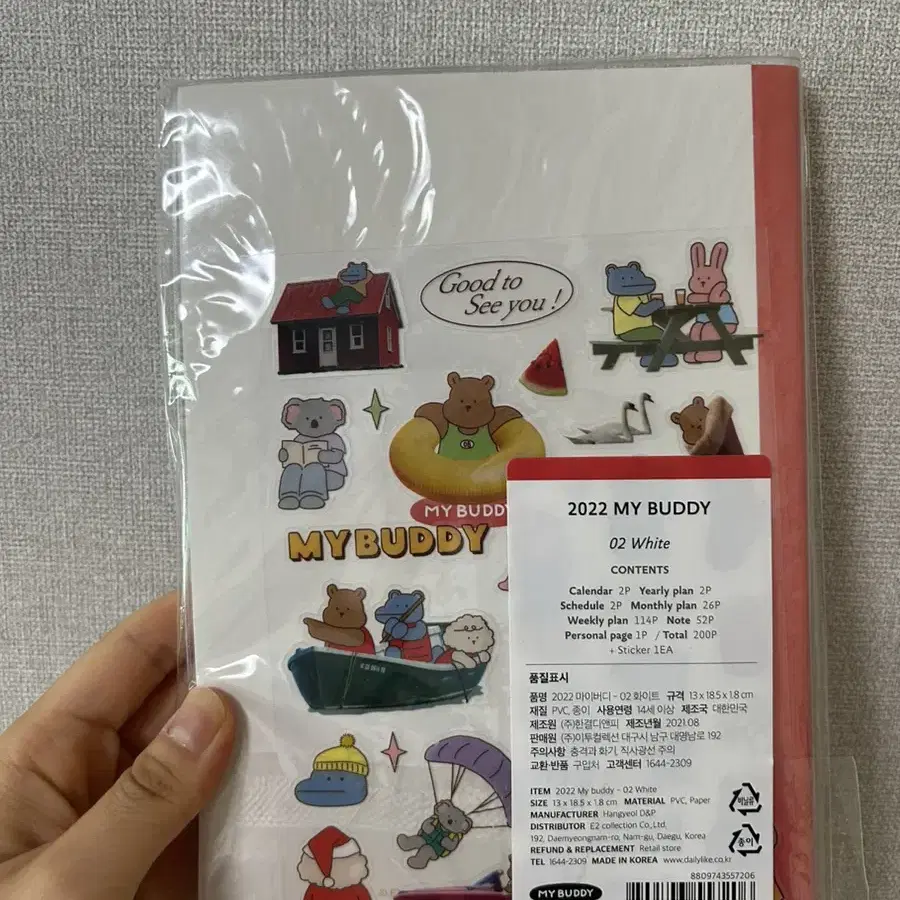 Good to
See you !
MY BUDDY
MY BUDDY
2022 MY BUDDY
02 White
CONTENTS
Calendar 2P Yearly plan 2P
Schedule 2P Monthly plan 26P
Weekly plan 114P Note 52P
Personal page 1P / Total 200P
+ Sticker 1EA
품질표시
품명 2022 마이버디 - 02 화이트 규격 13 x 18.5 x 1.8 cm
재질 PVC, 종이 사용연령 14세 이상 제조국 대한민국
제조원 (주)한결디앤피 제조년월 2021.08
판매원 (주)이투컬렉션 대구시 남구 대명남로 192
주의사항 충격과 화기, 직사광선 주의
교환·반품 구입처 고객센터 1644-2309
ITEM 2022 My buddy - 02 White
SIZE 13 x 18.5 x 1.8 cm MATERIAL PVC, Paper
MANUFACTURER Hangyeol D&P
DISTRIBUTOR E2 collection Co.,Ltd,
192, Daemyeongnam-ro, Nam-gu, Daegu, Korea
REFUND & REPLACEMENT Retail store
TEL 1644-2309 MADE IN KOREA www.dailylike.co.kr
비닐류
종이
8809743557206
MY BUDDY